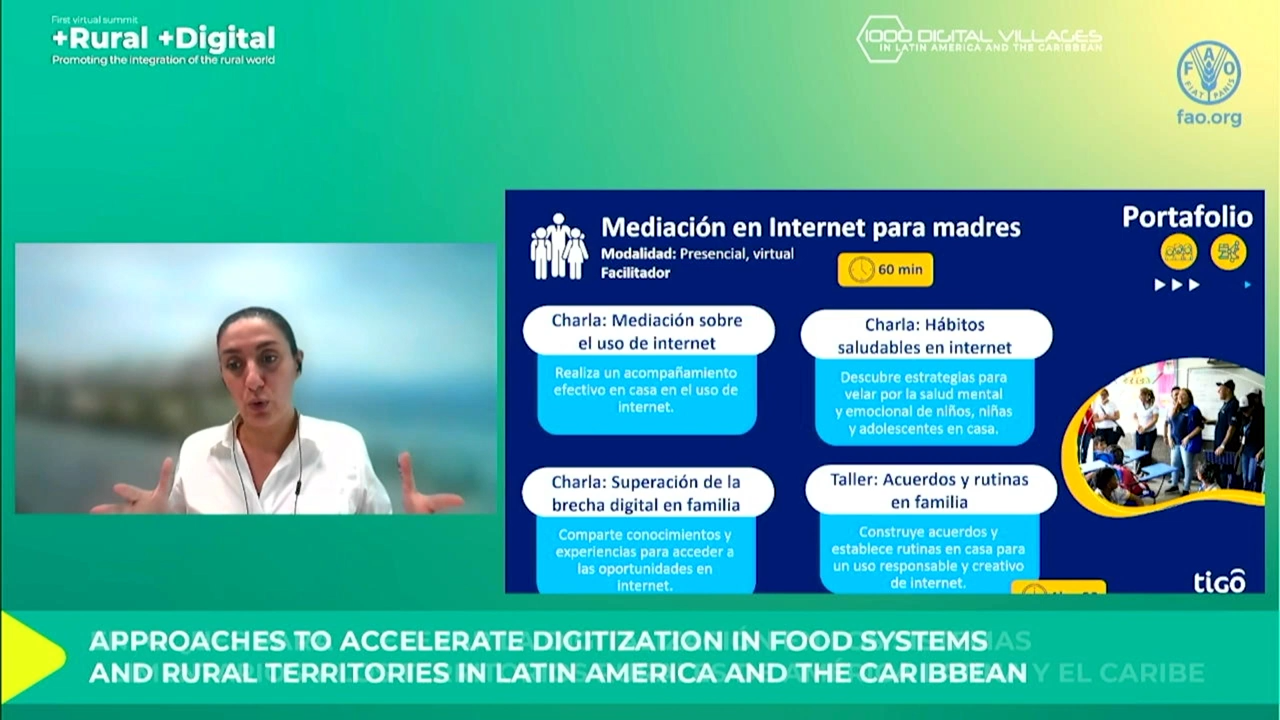 First virtual summit
+Rural +Digital
Promoting the integration of the rural world
1000 DIGITAL VILLAGES
IN LATIN AMERICA AND THE CARIBBEAN
F A O
FIAT PANIS
fao.org
Mediación en Internet para madres
Modalidad: Presencial, virtual
Facilitador
60 min
Portafolio
Charla: Mediación sobre
el uso de internet
Realiza un acompañamiento
efectivo en casa en el uso de
internet.
Charla: Hábitos
saludables en internet
Descubre estrategias para
velar por la salud mental
y emocional de niños, niñas
y adolescentes en casa.
Charla: Superación de la
brecha digital en familia
Comparte conocimientos y
experiencias para acceder a
las oportunidades en
internet.
Taller: Acuerdos y rutinas
en familia
Construye acuerdos y
establece rutinas en casa para
un uso responsable y creativo
de internet.
tigo
APPROACHES TO ACCELERATE DIGITIZATION IN FOOD SYSTEMS
AND RURAL TERRITORIES IN LATIN AMERICA AND THE CARIBBEAN
Y EL CARIBE